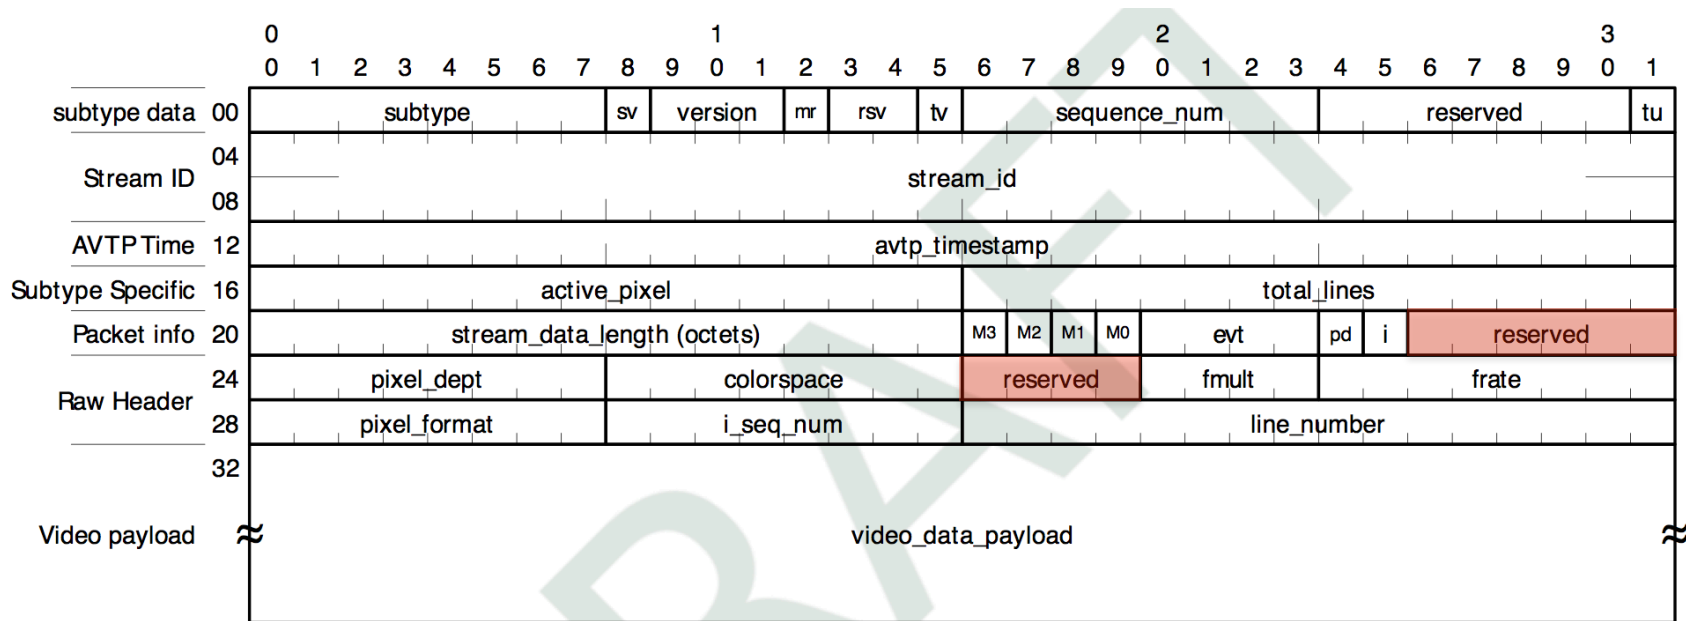 0 1 2 3
0 1 2 3 4 5 6 7 8 9 0 1 2 3 4 5 6 7 8 9 0 1 2 3 4 5 6 7 8 9 0 1
subtype data 00 subtype sv version mr rsv tv sequence_num reserved tu
04
Stream ID stream_id
08
AVTP Time 12 avtp_timestamp
Subtype Specific 16 active_pixel total_lines
Packet info 20 stream_data_length (octets) M3 M2 M1 M0 evt pd i reserved
24 pixel_dept colorspace reserved fmult frate
Raw Header
28 pixel_format i_seq_num line_number
32
Video payload ≈ video_data_payload ≈